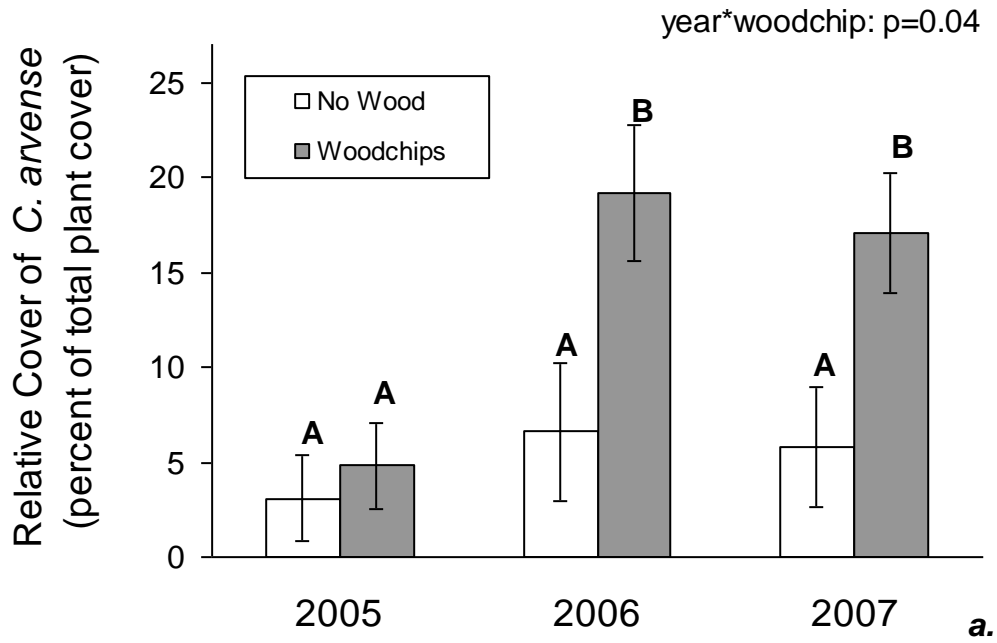 year*woodchip: p=0.04
Relative Cover of C. arvense
(percent of total plant cover)
25
20
15
10
5
0
No Wood
Woodchips
A
A
A
B
A
B
2005
2006
2007
a.